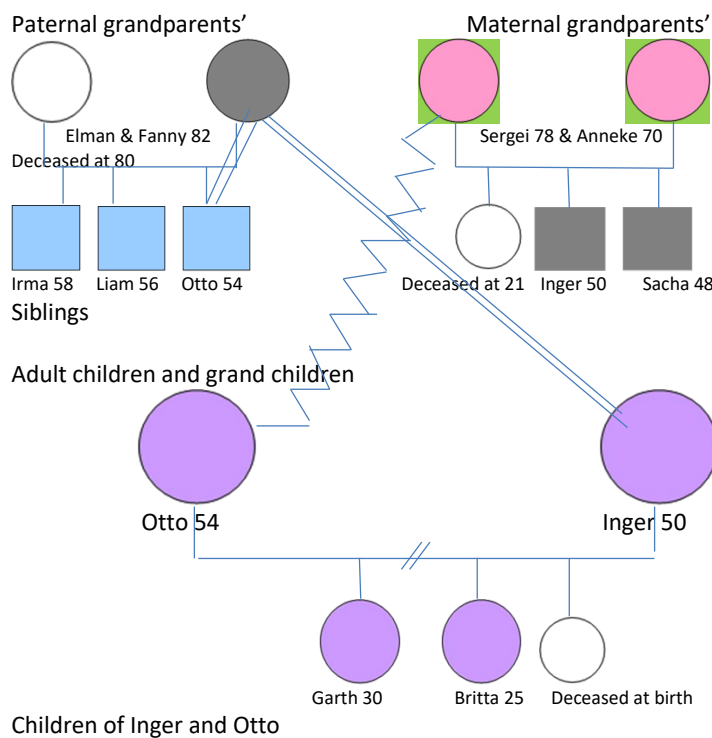 Paternal grandparents’
Maternal grandparents’
Elman & Fanny 82
Deceased at 80
Sergei 78 & Anneke 70
Irma 58
Liam 56
Otto 54
Deceased at 21
Inger 50
Sacha 48
Siblings
Adult children and grand children
Otto 54
Inger 50
Garth 30
Britta 25
Deceased at birth
Children of Inger and Otto